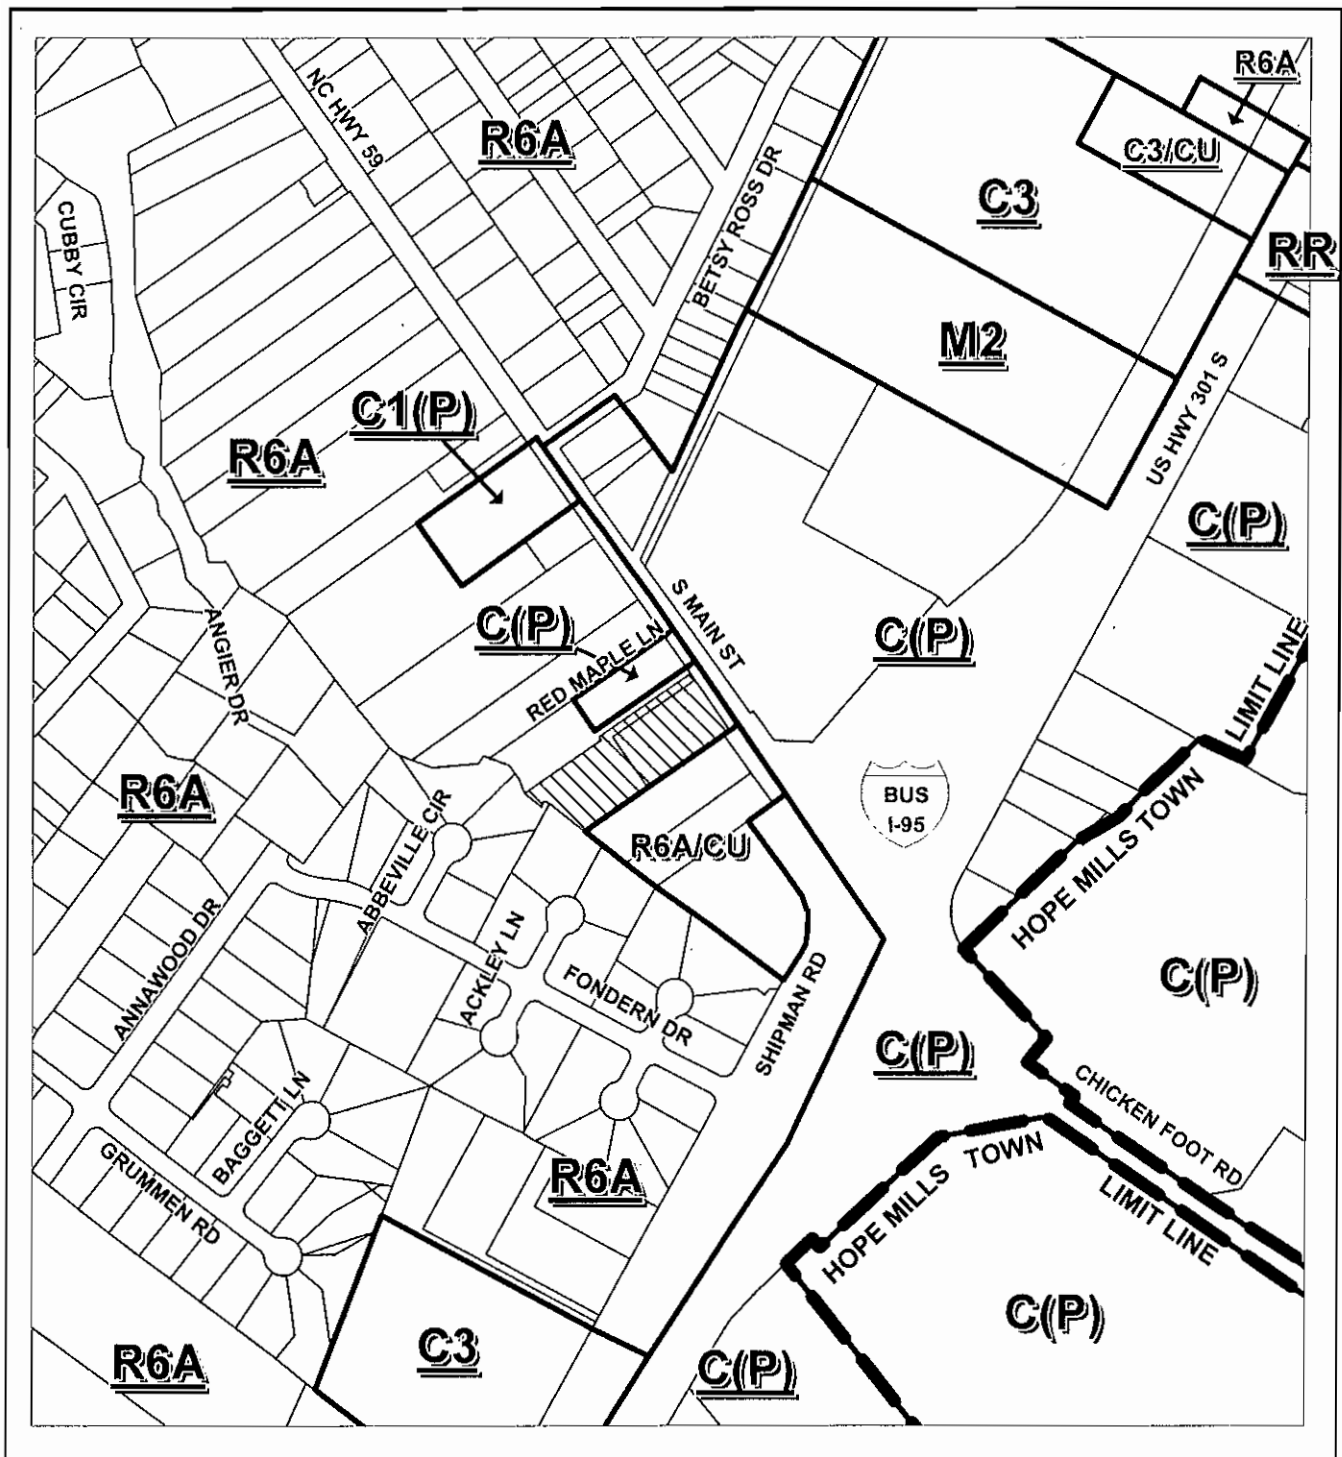 R6A
NC HWY 59
R6A
C3/CU
BETSY ROSS DR
C3
CUBBY CIR
RR
M2
US HWY 301 S
C1(P)
R6A
C(P)
S MAIN ST
C(P)
RED MAPLE LN
C(P)
ANGIER DR
LIMIT LINE
R6A
BUS
I-95
HOPE MILLS TOWN
ABBEVILLE CIR
R6A/CU
ANNAWOOD DR
ACKLEY LN
FONDERN DR
SHIPMAN RD
C(P)
C(P)
CHICKEN FOOT RD
BAGGETT LN
GRUMMEN RD
R6A
HOPE MILLS TOWN
LIMIT LINE
C(P)
C3
R6A
C(P)